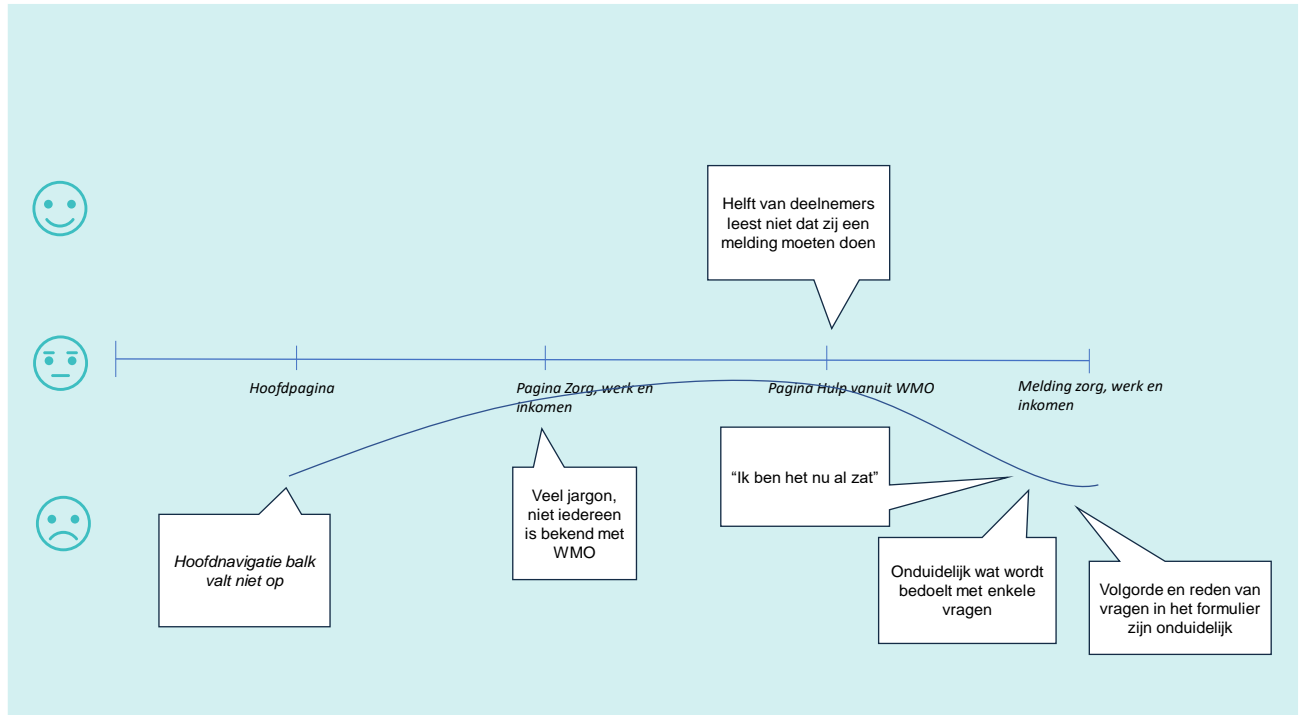 Helft van deelnemers
leest niet dat zij een
melding moeten doen
Hoofdpagina
Pagina Zorg, werk en
inkomen
Pagina Hulp vanuit WMO
Melding zorg, werk en
inkomen
Hoofdnavigatie balk
valt niet op
Veel jargon,
niet iedereen
is bekend met
WMO
“Ik ben het nu al zat”
Onduidelijk wat wordt
bedoelt met enkele
vragen
Volgorde en reden van
vragen in het formulier
zijn onduidelijk